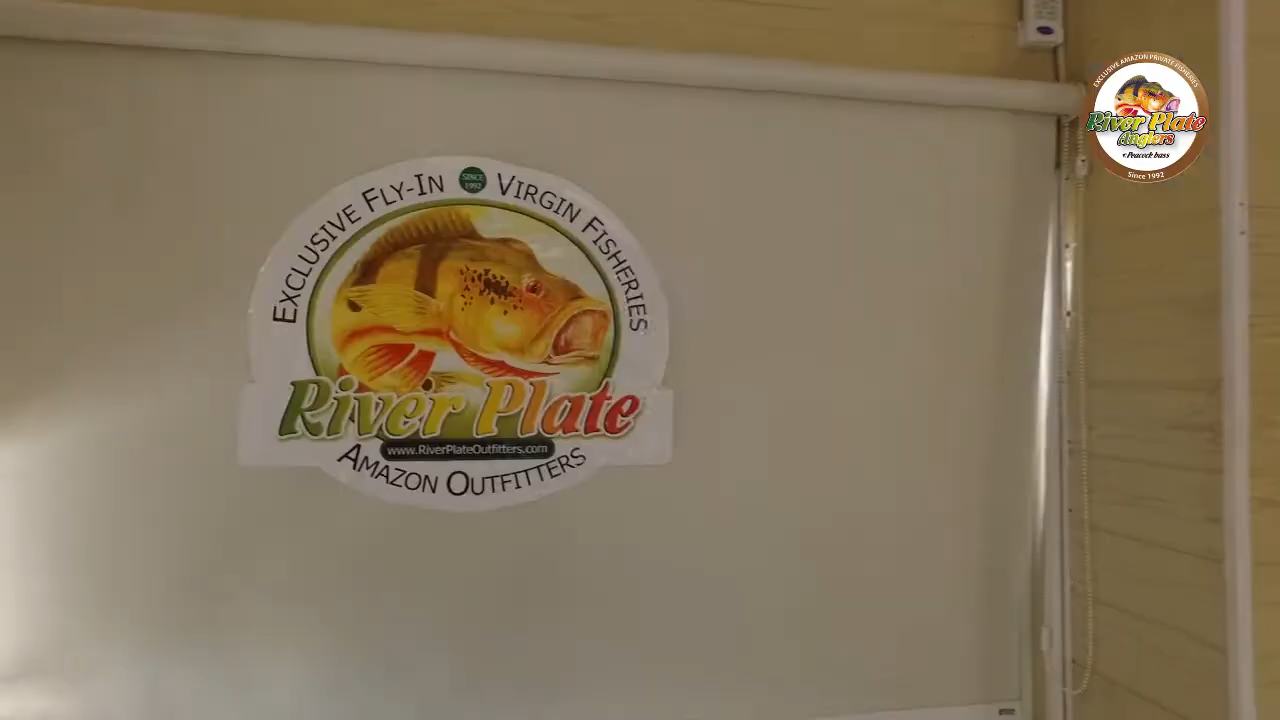 EXCLUSIVE FLY-IN
SINCE
1992
VIRGIN FISHERIES
River Plate
www.RiverPlateOutfitters.com
AMAZON OUTFITTERS
EXCLUSIVE AMAZON PRIVATE FISHERIES
River Plate
Anglers
Peacock bass
Since 1992